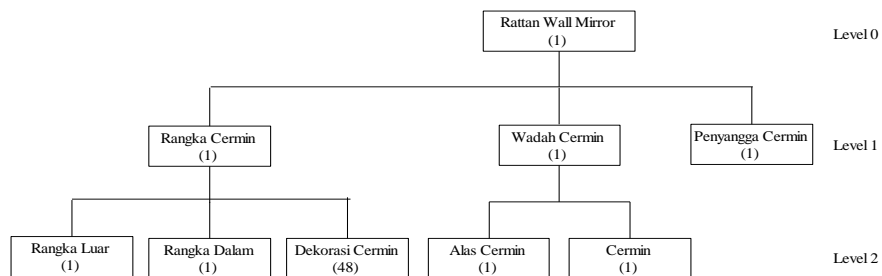 Rattan Wall Mirror
(1)
Level 0
Rangka Cermin
(1)
Wadah Cermin
(1)
Penyangga Cermin
(1)
Level 1
Rangka Luar
(1)
Rangka Dalam
(1)
Dekorasi Cermin
(48)
Alas Cermin
(1)
Cermin
(1)
Level 2